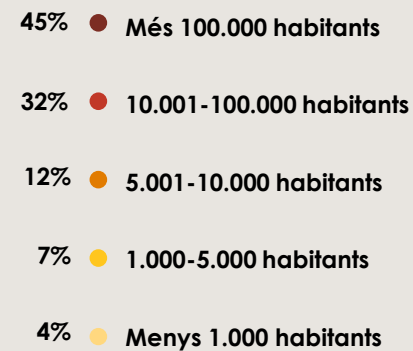 45% Més 100.000 habitants
32% 10.001-100.000 habitants
12% 5.001-10.000 habitants
7% 1.000-5.000 habitants
4% Menys 1.000 habitants